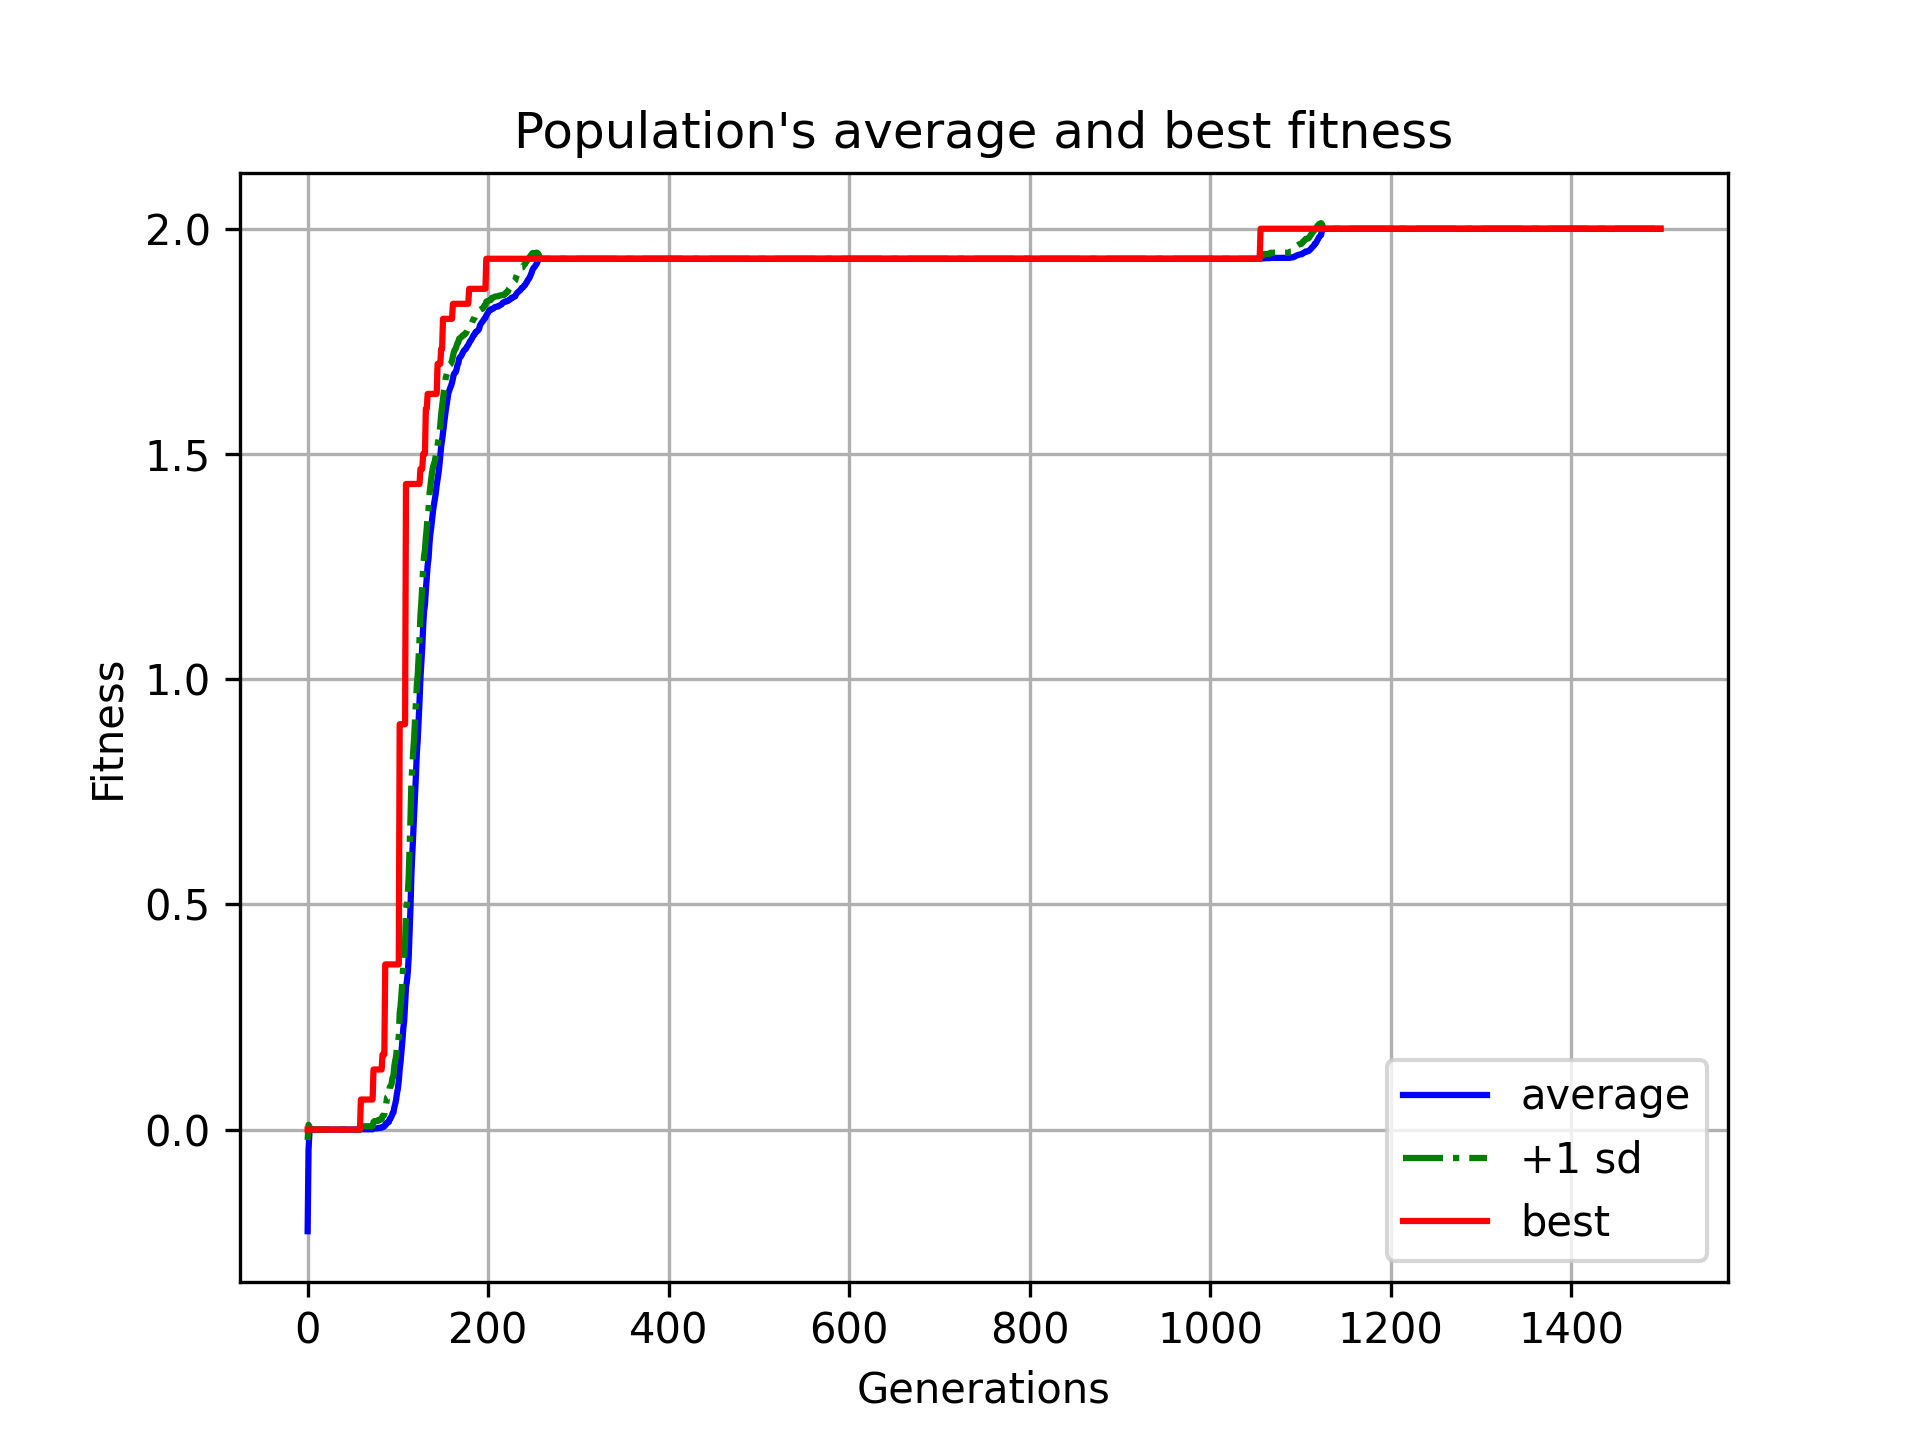 Population's average and best fitness
2.0
1.5
1.0
0.5
0.0
Fitness
0 200 400 600 800 1000 1200 1400
Generations
average
+1 sd
best